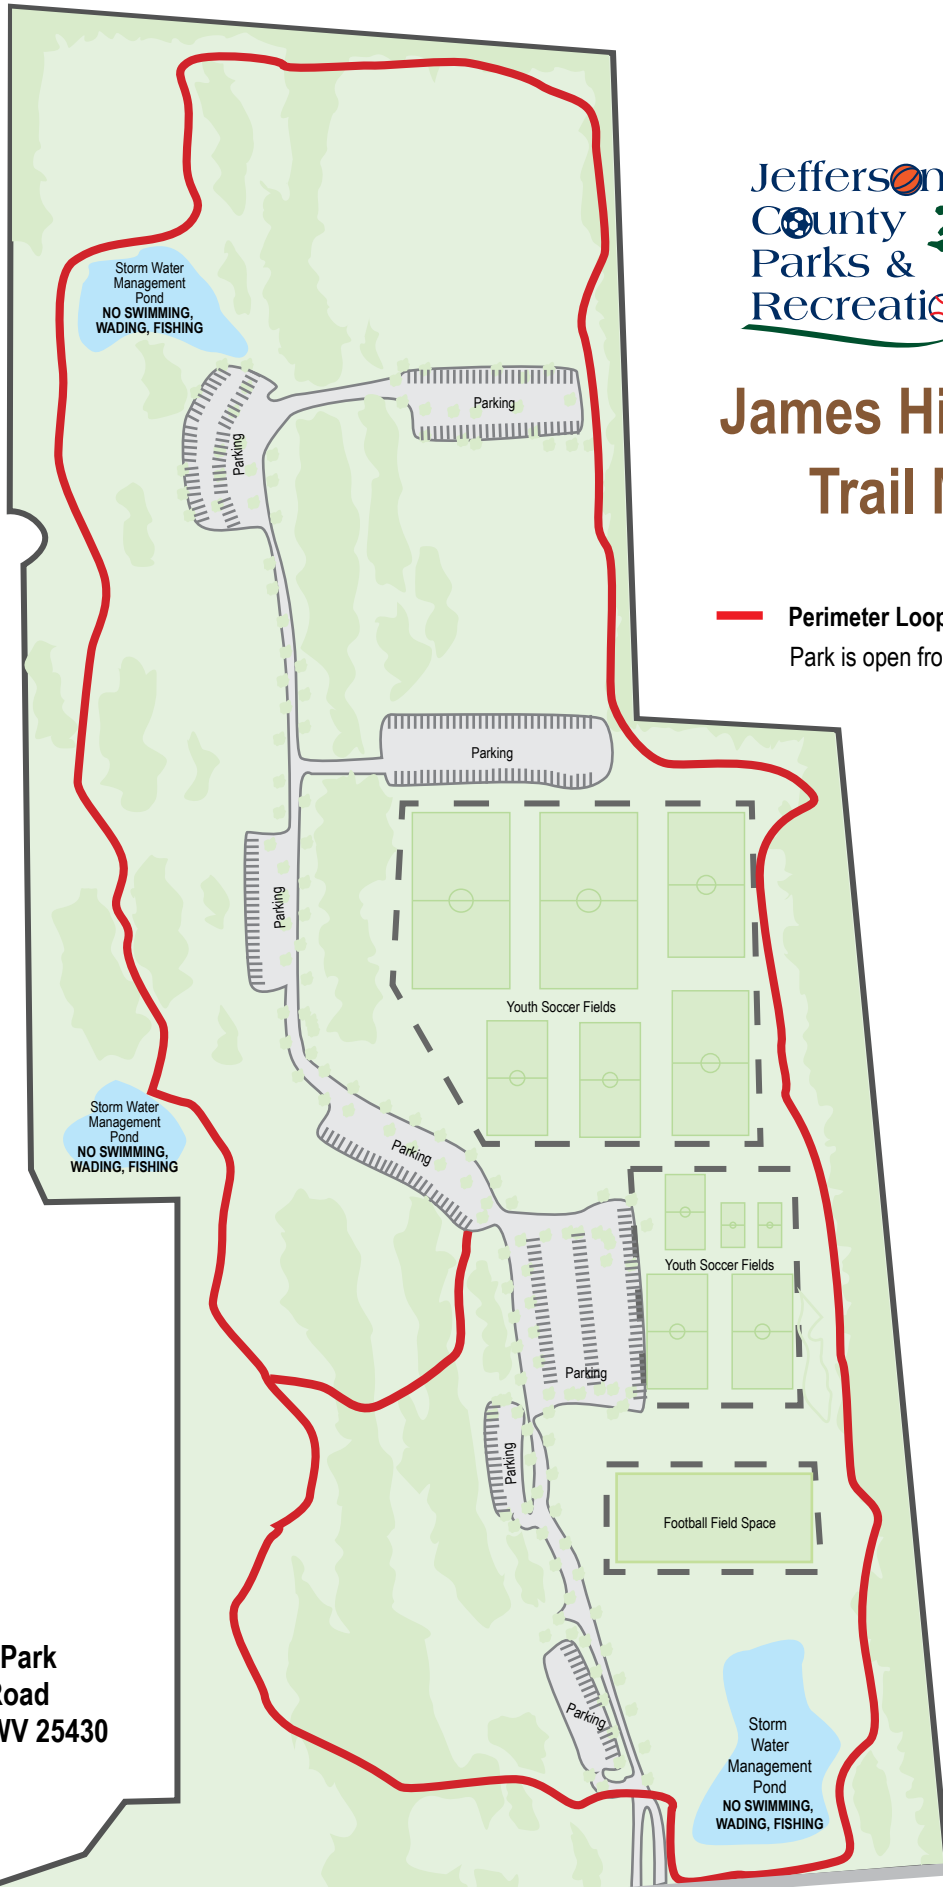 Jefferson
County
Parks &
Recreatio
James Hi
Trail
Perimeter Loop
Park is open fro
Storm Water
Management
Pond
NO SWIMMING,
WADING, FISHING
Parking
Parking
Parking
Parking
Youth Soccer Fields
Storm Water
Management
Pond
NO SWIMMING,
WADING, FISHING
Parking
Youth Soccer Fields
Parking
Parking
Football Field Space
Parking
Storm
Water
Management
Pond
NO SWIMMING,
WADING, FISHING
Park
Road
WV 25430